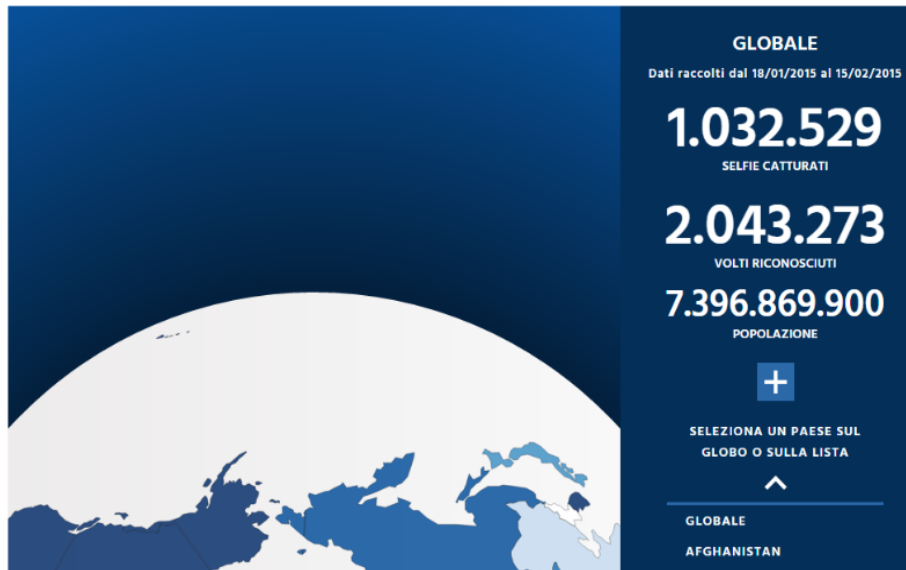 GLOBALE
Dati raccolti dal 18/01/2015 al 15/02/2015
1.032.529
SELFIE CATTURATI
2.043.273
VOLTI RICONOSCIUTI
7.396.869.900
POPOLAZIONE
+
SELEZIONA UN PAESE SUL
GLOBO O SULLA LISTA
GLOBALE
AFGHANISTAN